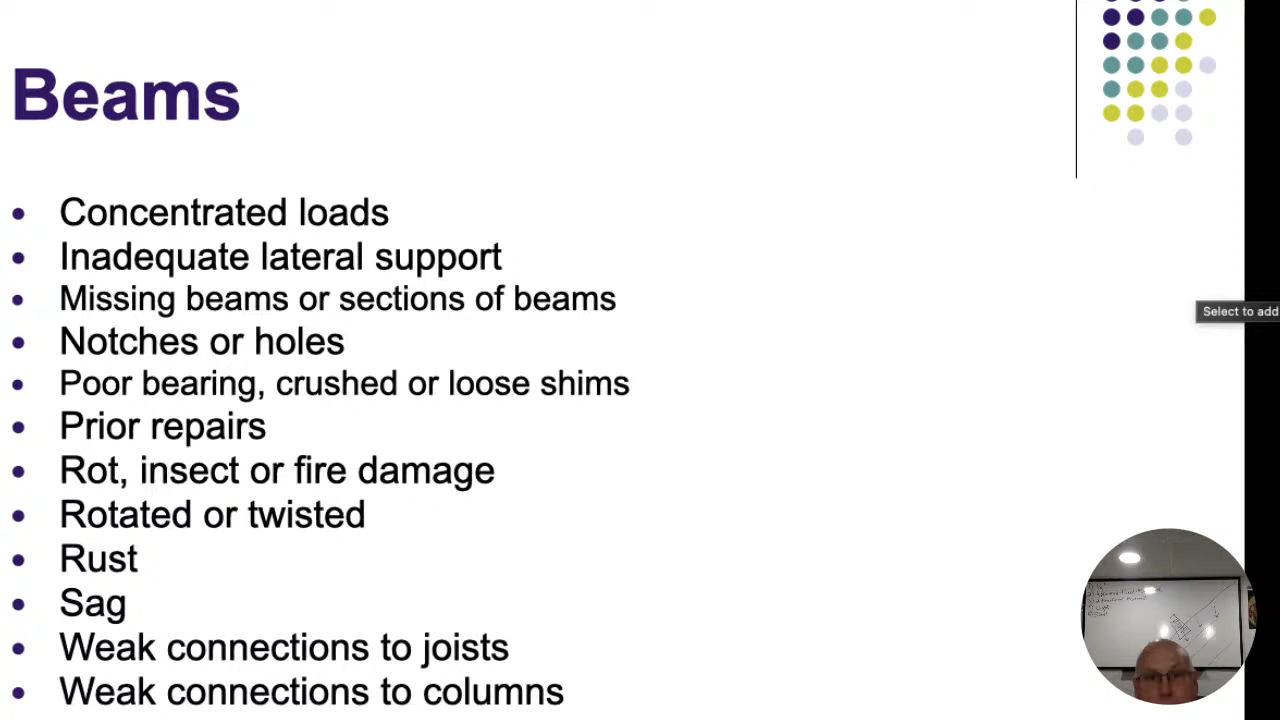 Beams
Concentrated loads
Inadequate lateral support
Missing beams or sections of beams
Notches or holes
Poor bearing, crushed or loose shims
Prior repairs
Rot, insect or fire damage
Rotated or twisted
Rust
Sag
Weak connections to joists
Weak connections to columns
Select to add